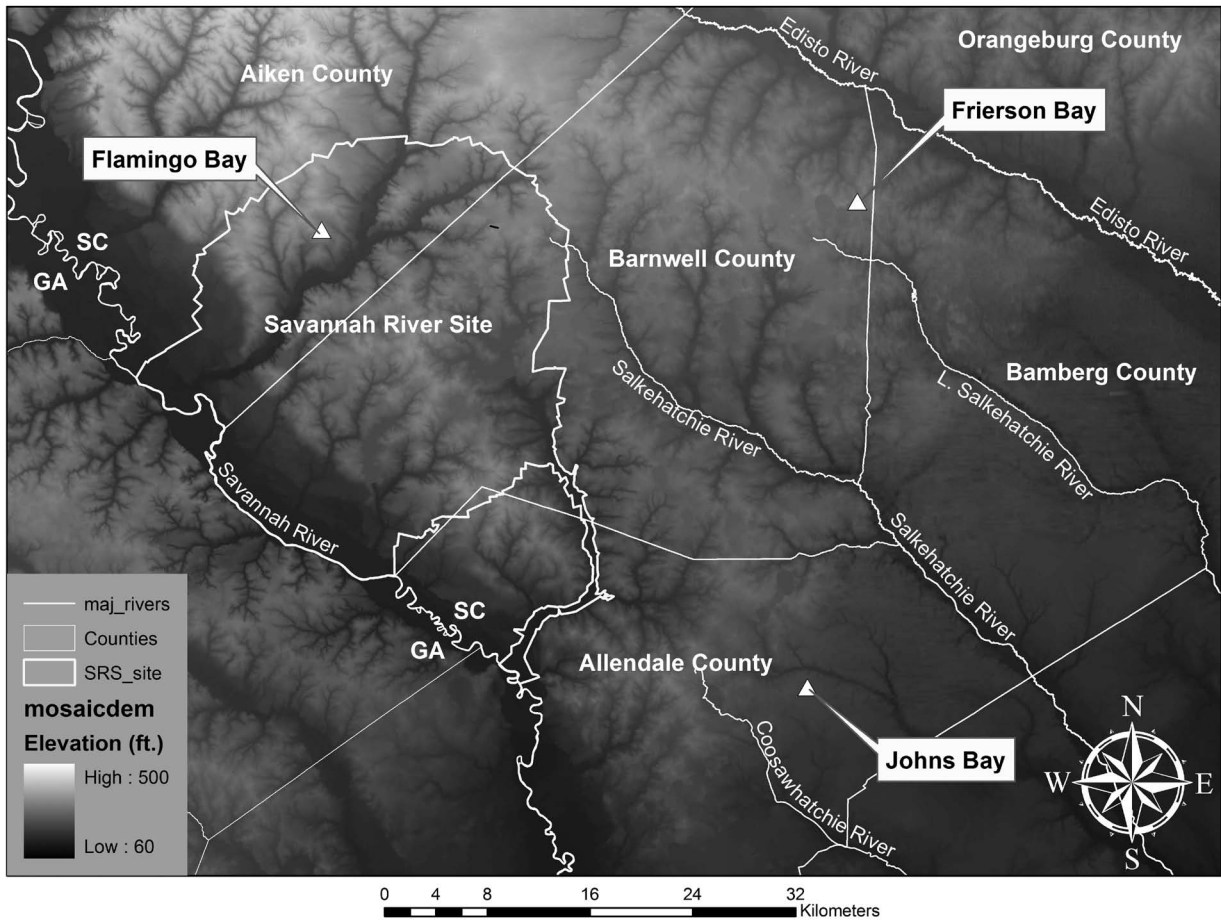 Edisto River
Orangeburg County
Aiken County
Frierson Bay
Flamingo Bay
Edisto River
SC
GA
Barnwell County
Savannah River Site
Salkehatchie River
L. Salkehatchie River
Bamberg County
Savannah River
Salkehatchie River
SC
GA
Allendale County
Coosawhatchie River
Johns Bay
maj_rivers
Counties
SRS_site
mosaicdem
Elevation (ft.)
High : 500
Low : 60
N
W
E
S
0 4 8 16 24 32
Kilometers